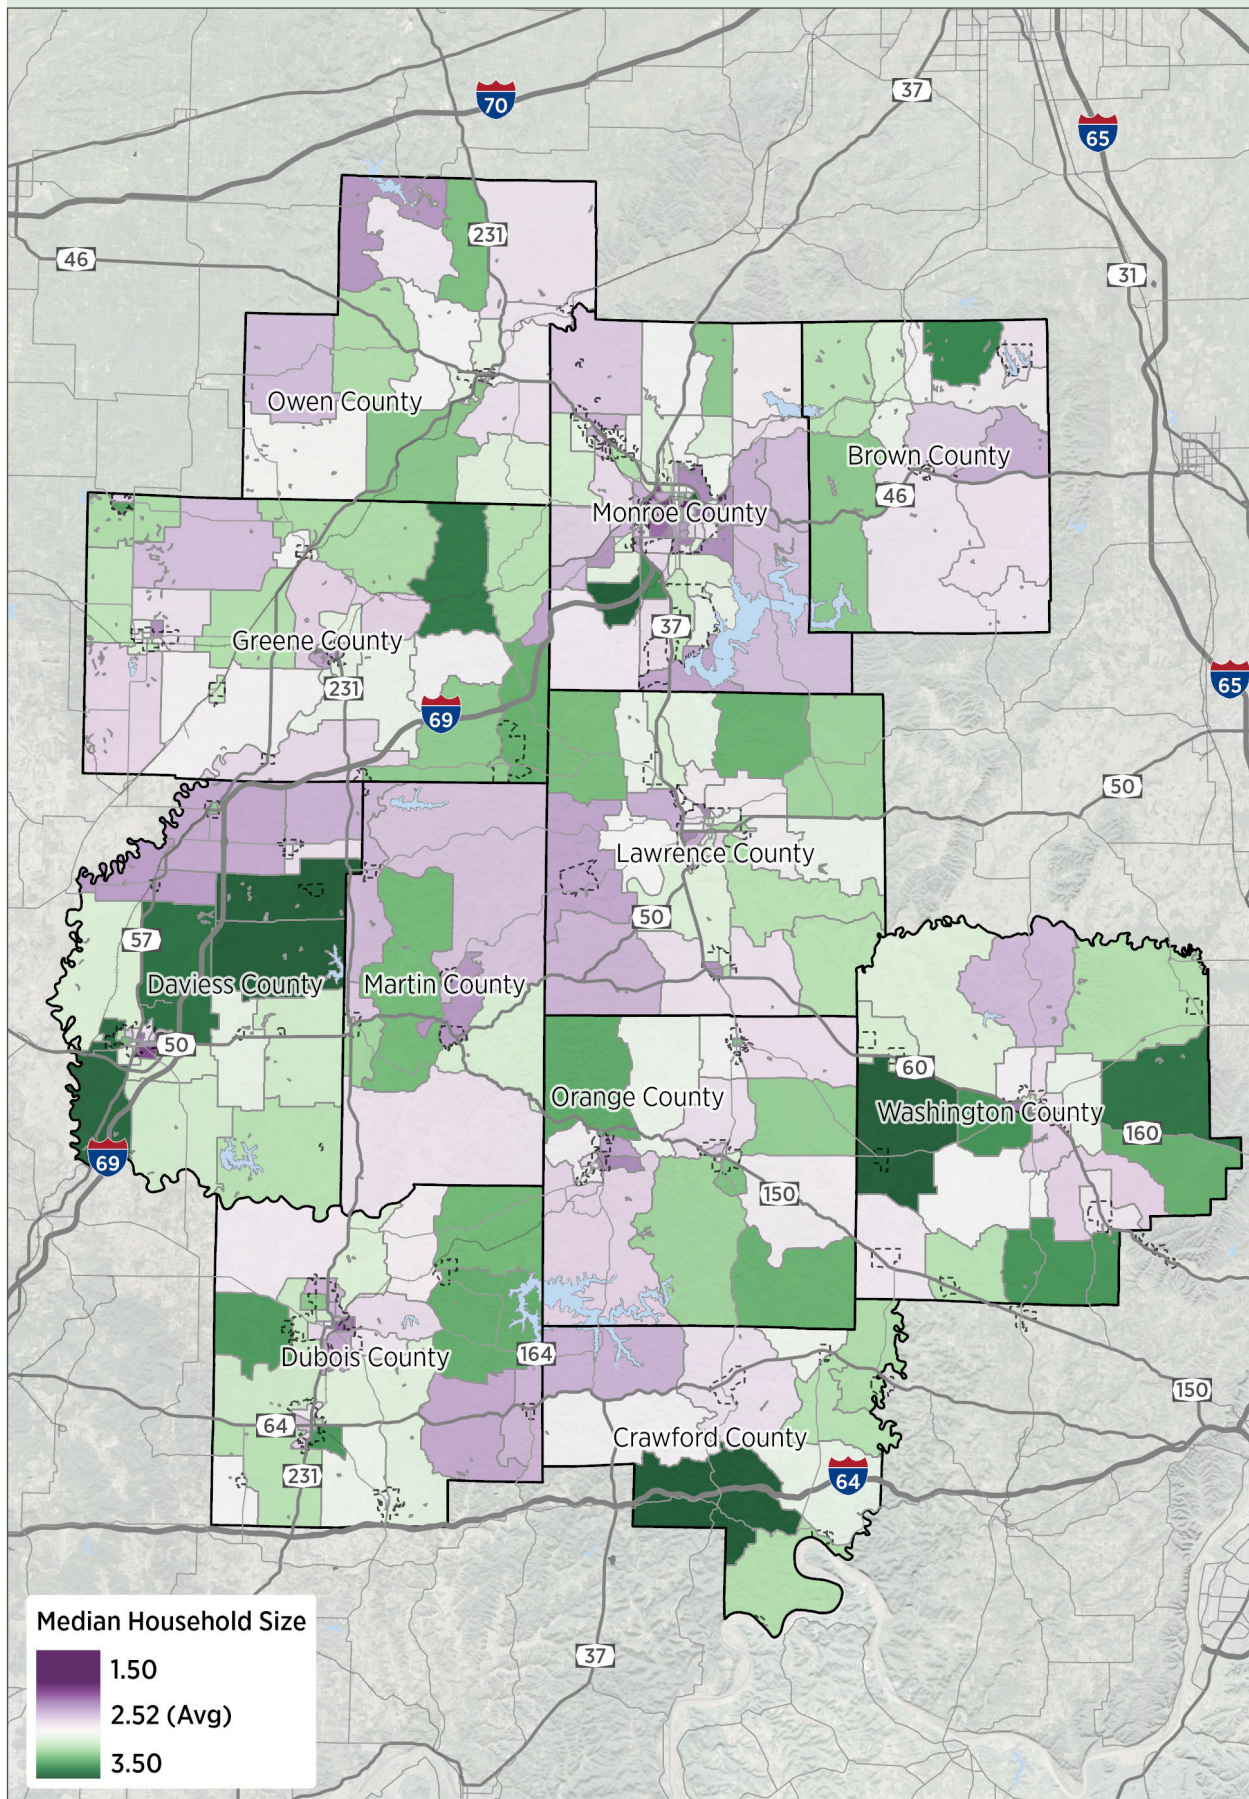 70
37
65
231
46
31
Owen County
Brown County
46
Monroe County
37
Greene County
231
65
69
50
Lawrence County
50
57
Daviess County
Martin County
50
60
Orange County
Washington County
160
69
150
Dubois County
164
150
64
Crawford County
231
64
Median Household Size
1.50
2.52 (Avg)
3.50
37